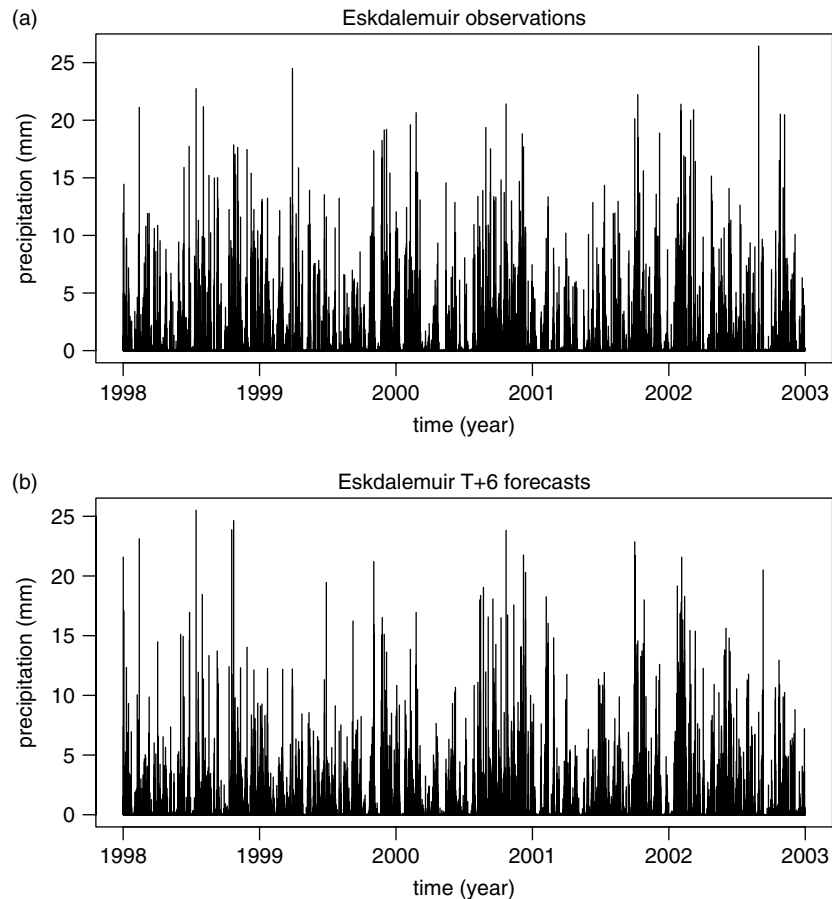 (a)
Eskdalemuir observations
precipitation (mm)
25
20
15
10
5
0
1998 1999 2000 2001 2002 2003
time (year)
(b)
Eskdalemuir T+6 forecasts
precipitation (mm)
25
20
15
10
5
0
1998 1999 2000 2001 2002 2003
time (year)